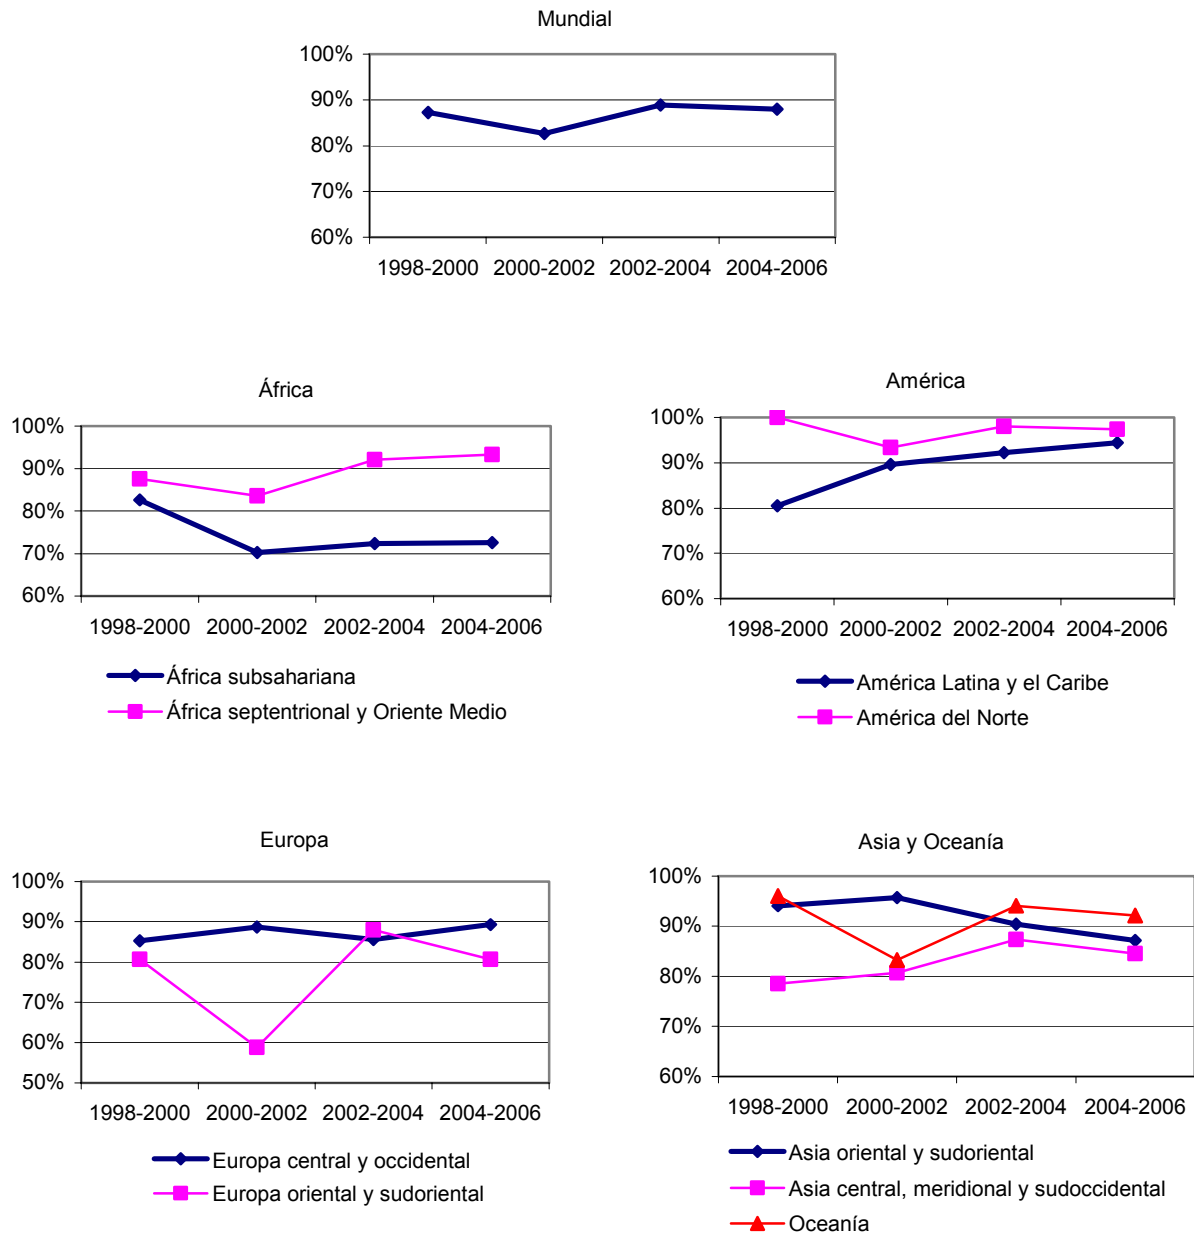 Mundial
100%
90%
80%
70%
60%
1998-2000 2000-2002 2002-2004 2004-2006
África
100%
90%
80%
70%
60%
1998-2000 2000-2002 2002-2004 2004-2006
África subsahariana
África septentrional y Oriente Medio
América
100%
90%
80%
70%
60%
1998-2000 2000-2002 2002-2004 2004-2006
América Latina y el Caribe
América del Norte
Europa
100%
90%
80%
70%
60%
50%
1998-2000 2000-2002 2002-2004 2004-2006
Europa central y occidental
Europa oriental y sudoriental
Asia y Oceanía
100%
90%
80%
70%
60%
1998-2000 2000-2002 2002-2004 2004-2006
Asia oriental y sudoriental
Asia central, meridional y sudoccidental
Oceanía